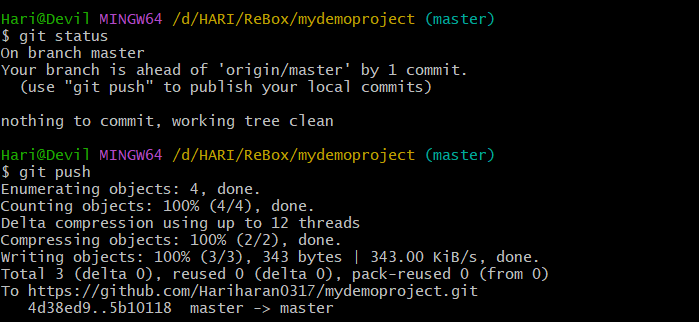 Hari@Devil MINGW64 /d/HARI/ReBox/mydemoproject (master)
$ git status
On branch master
Your branch is ahead of 'origin/master' by 1 commit.
  (use "git push" to publish your local commits)

nothing to commit, working tree clean

Hari@Devil MINGW64 /d/HARI/ReBox/mydemoproject (master)
$ git push
Enumerating objects: 4, done.
Counting objects: 100% (4/4), done.
Delta compression using up to 12 threads
Compressing objects: 100% (2/2), done.
Writing objects: 100% (3/3), 343 bytes | 343.00 KiB/s, done.
Total 3 (delta 0), reused 0 (delta 0), pack-reused 0 (from 0)
To https://github.com/Hariharan0317/mydemoproject.git
   4d38ed9..5b10118  master -> master